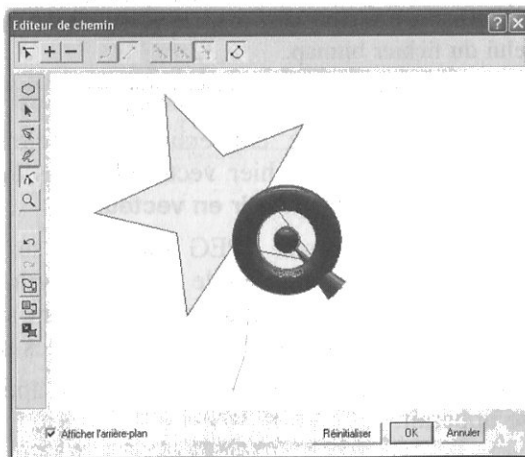 Editeur de chemin
Afficher l'arrière-plan
Réinitialiser
OK
Annuler